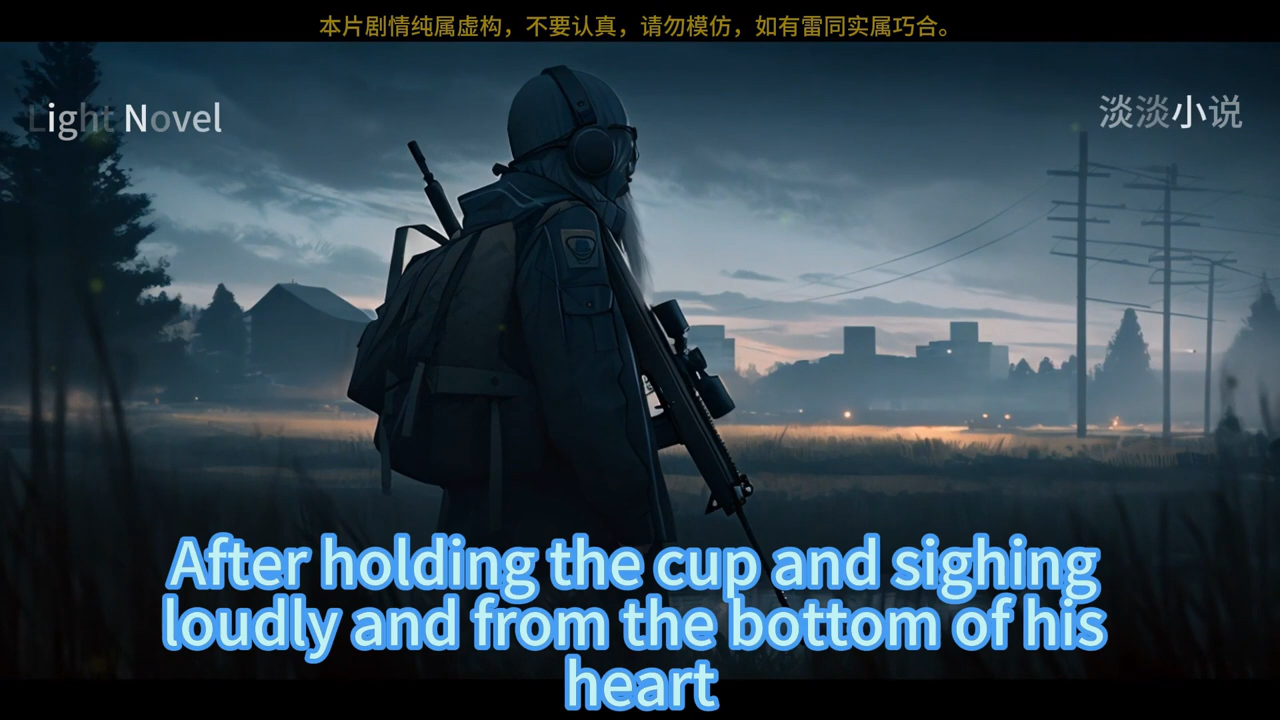 本片剧情纯属虚构，不要认真，请勿模仿，如有雷同实属巧合。
Light Novel
淡淡小说
After holding the cup and sighing
loudly and from the bottom of his
heart